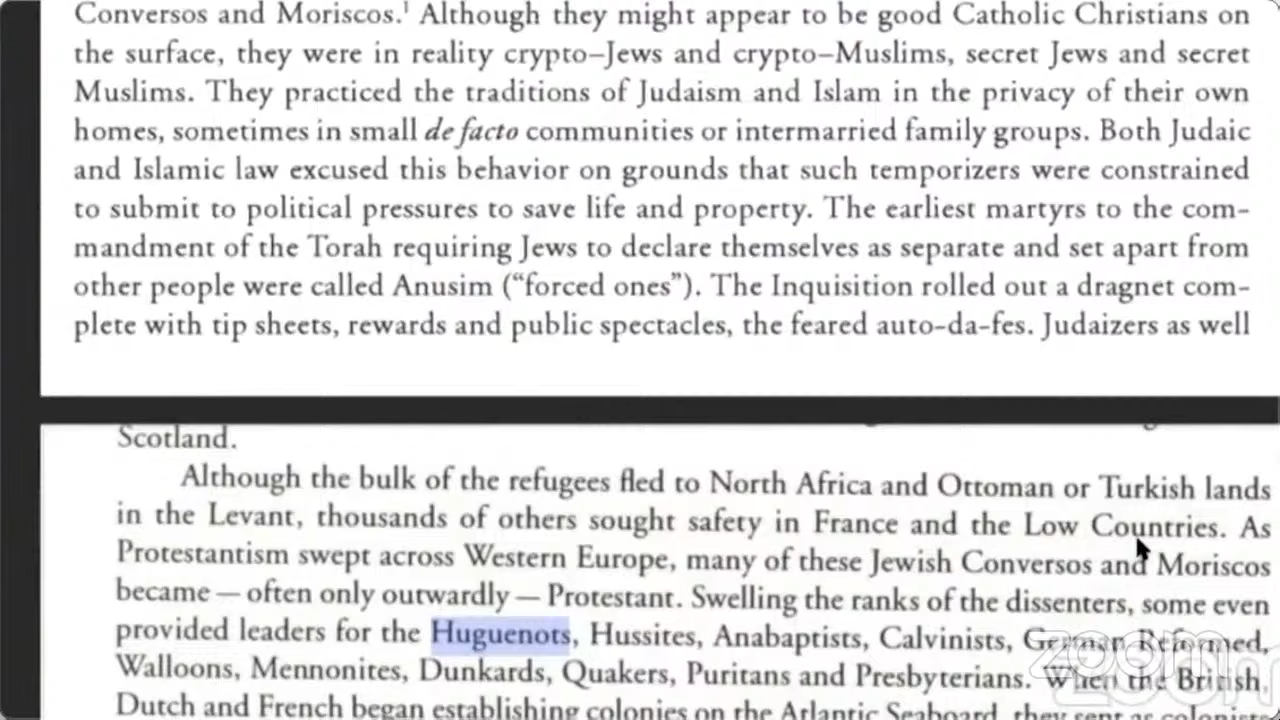 Conversos and Moriscos.¹ Although they might appear to be good Catholic Christians on
the surface, they were in reality crypto–Jews and crypto–Muslims, secret Jews and secret
Muslims. They practiced the traditions of Judaism and Islam in the privacy of their own
homes, sometimes in small de facto communities or intermarried family groups. Both Judaic
and Islamic law excused this behavior on grounds that such temporizers were constrained
to submit to political pressures to save life and property. The earliest martyrs to the com-
mandment of the Torah requiring Jews to declare themselves as separate and set apart from
other people were called Anusim (“forced ones”). The Inquisition rolled out a dragnet com-
plete with tip sheets, rewards and public spectacles, the feared auto-da-fes. Judaizers as well
Scotland.
Although the bulk of the refugees fled to North Africa and Ottoman or Turkish lands
in the Levant, thousands of others sought safety in France and the Low Countries. As
Protestantism swept across Western Europe, many of these Jewish Conversos and Moriscos
became — often only outwardly — Protestant. Swelling the ranks of the dissenters, some even
provided leaders for the Huguenots, Hussites, Anabaptists, Calvinists, German Reformed,
Walloons, Mennonites, Dunkards, Quakers, Puritans and Presbyterians. When the British,
Dutch and French began establishing colonies on the Atlantic Seaboard, they sent as colonists
zoom
zoom